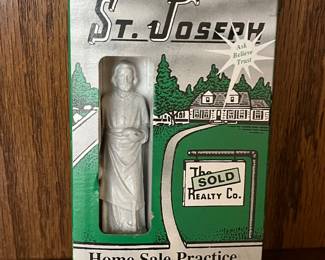 St. Joseph
Ask
Believe
Trust
The
SOLD
Realty Co.
Home Sale Practice